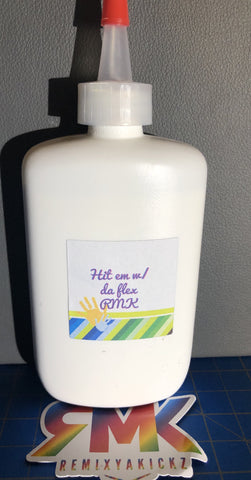 Hit em w/
da flex
RMK
RMK
REMIXYAKICKZ